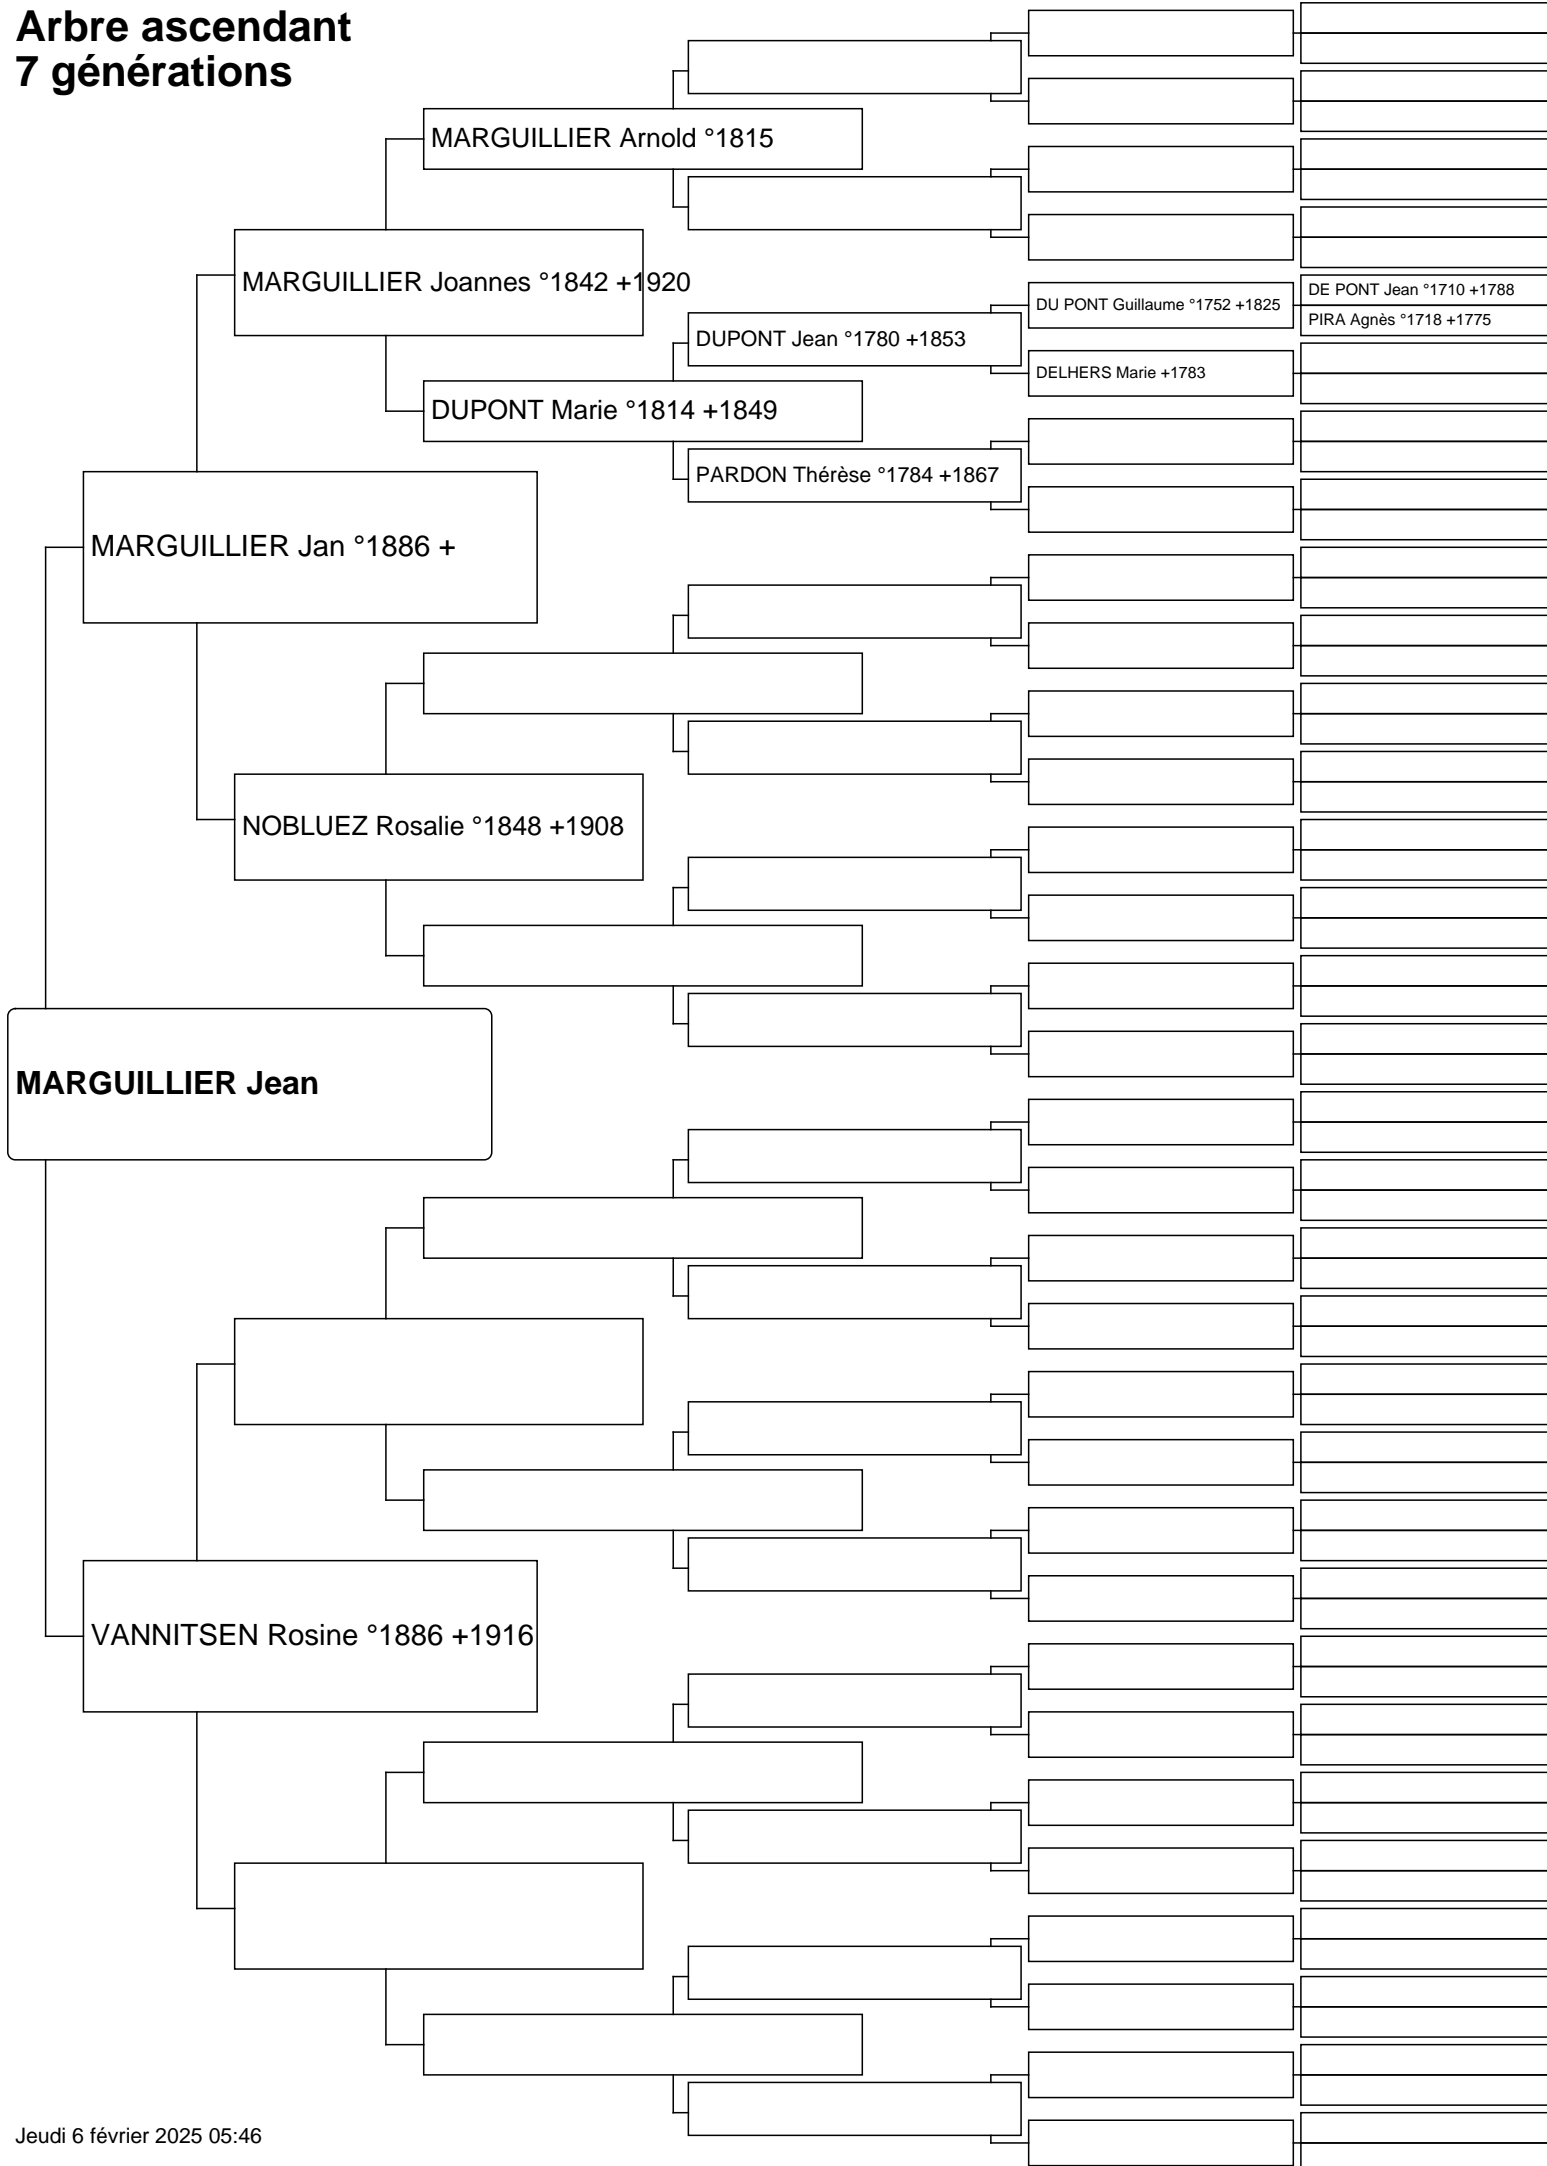 Arbre ascendant
7 générations
MARGUILLIER Arnold °1815
MARGUILLIER Joannes °1842 +1920
DU PONT Guillaume °1752 +1825
DE PONT Jean °1710 +1788
PIRA Agnès °1718 +1775
DUPONT Jean °1780 +1853
DELHERS Marie +1783
DUPONT Marie °1814 +1849
PARDON Thérèse °1784 +1867
MARGUILLIER Jan °1886 +
NOBLUEZ Rosalie °1848 +1908
MARGUILLIER Jean
VANNITSEN Rosine °1886 +1916
Jeudi 6 février 2025 05:46